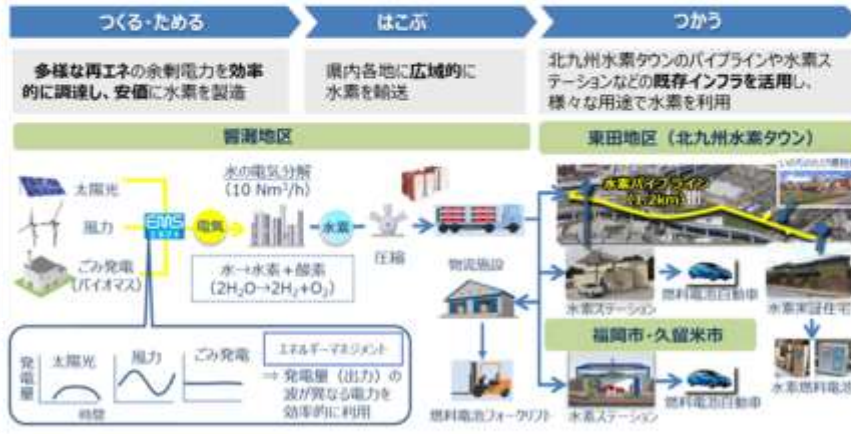 つくる・ためる
はこぶ
つかう
多様な再エネの余剰電力を効率
的に調達し、安価に水素を製造
県内各地に広域的に
水素を輸送
北九州水素タウンのパイプラインや水素ス
テーションなどの既存インフラを活用し、
様々な用途で水素を利用
響灘地区
東田地区（北九州水素タウン）
水の電気分解
(10 Nm³/h)
太陽光
風力
ごみ発電
(バイオマス)
EMS
電気
水素
圧縮
水→水素＋酸素
(2H₂O→2H₂+O₂)
水素パイプライン
(1.2km)
物流施設
水素ステーション
燃料電池自動車
水素実証住宅
福岡市・久留米市
発電量
太陽光
風力
ごみ発電
時間
エネルギーマネジメント
⇒ 発電量（出力）の
波が異なる電力を
効率的に利用
燃料電池フォークリフト
水素ステーション
燃料電池自動車
水素燃料電池